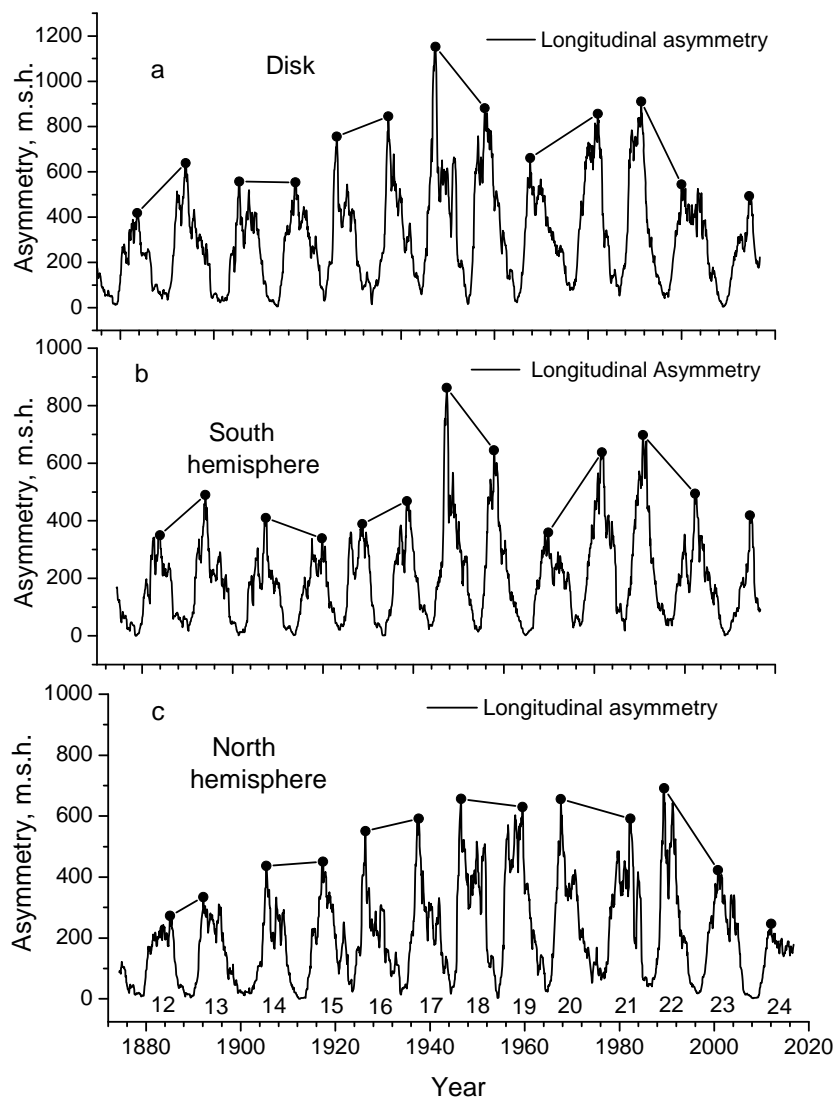 1200
1000
800
600
400
200
0
Asymmetry, m.s.h.
a
Disk
Longitudinal asymmetry
1000
800
600
400
200
0
Asymmetry, m.s.h.
b
South
hemisphere
Longitudinal Asymmetry
1000
800
600
400
200
0
Asymmetry, m.s.h.
c
North
hemisphere
Longitudinal asymmetry
12 13 14 15 16 17 18 19 20 21 22 23 24
1880 1900 1920 1940 1960 1980 2000 2020
Year